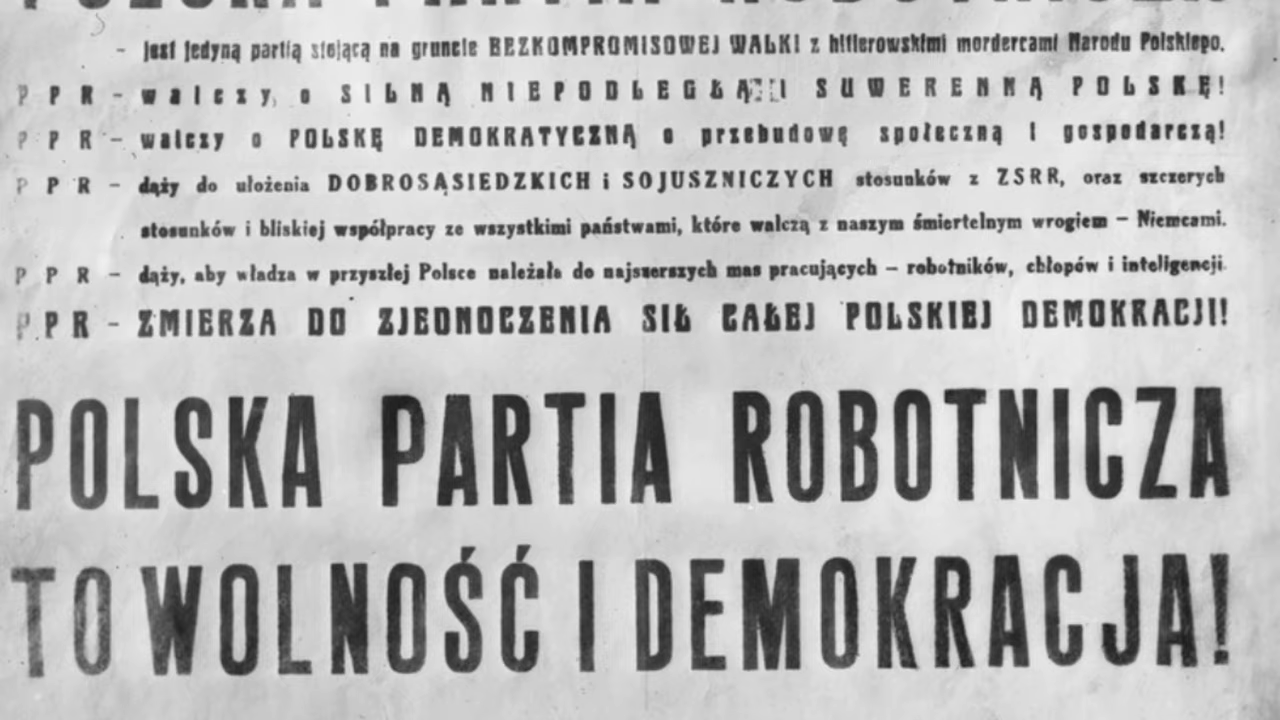 POLSKA PARTIA ROBOTNICZA
- jest jedyną partią stojącą na gruncie BEZKOMPROMISOWEJ WALKI z hitlerowskimi mordercami Narodu Polskiego.
PPR - walczy o SILNĄ NIEPODLEGŁĄ I SUWERENNĄ POLSKĘ!
PPR - walczy o POLSKĘ DEMOKRATYCZNĄ o przebudowę społeczną i gospodarczą!
PPR - dąży do ułożenia DOBROSĄSIEDZKICH i SOJUSZNICZYCH stosunków z ZSRR, oraz szczerych
stosunków i bliskiej współpracy ze wszystkimi państwami, które walczą z naszym śmiertelnym wrogiem – Niemcami.
PPR - dąży, aby władza w przyszłej Polsce należała do najszerszych mas pracujących – robotników, chłopów i inteligencji.
PPR - ZMIERZA DO ZJEDNOCZENIA SIŁ CAŁEJ POLSKIEJ DEMOKRACJI!
POLSKA PARTIA ROBOTNICZA
TO WOLNOŚĆ I DEMOKRACJA!